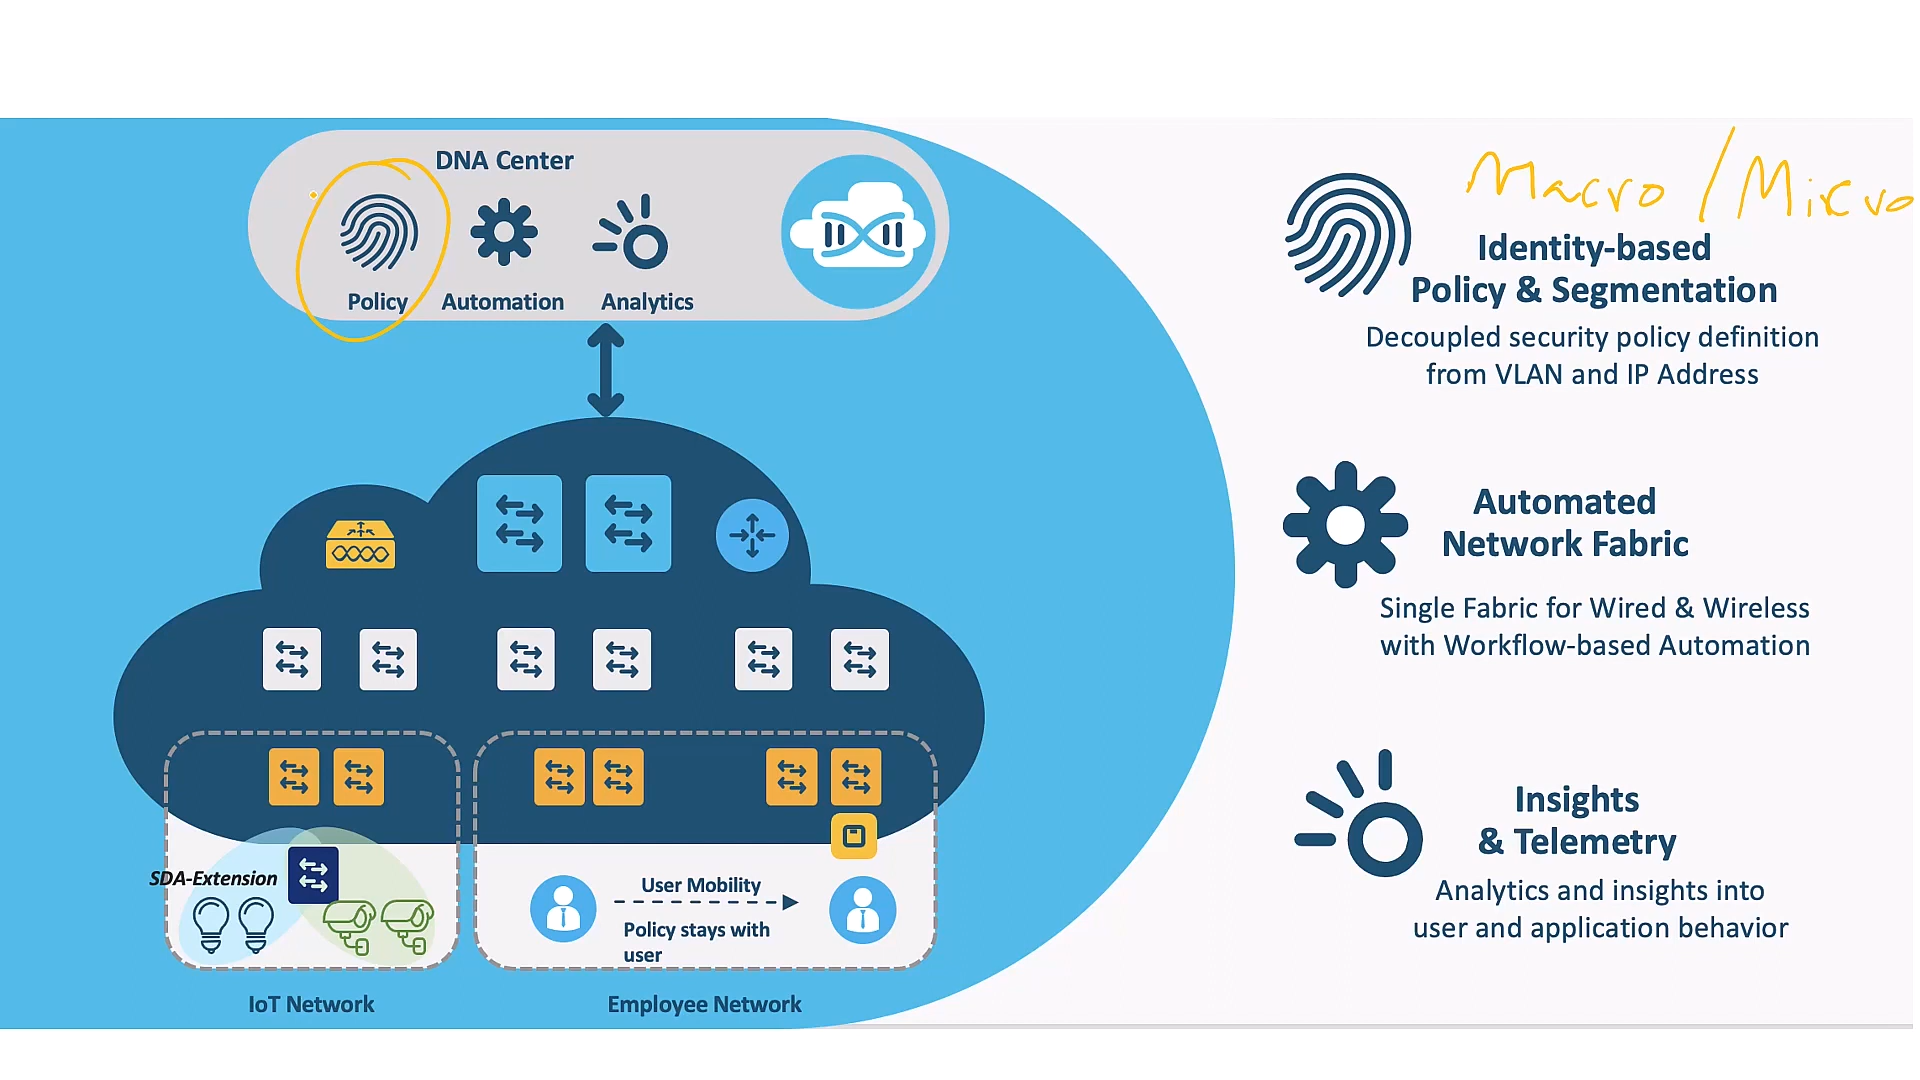 DNA Center
Policy
Automation
Analytics
SDA-Extension
User Mobility
Policy stays with
user
IoT Network
Employee Network
Macro / Micro
Identity-based
Policy & Segmentation
Decoupled security policy definition
from VLAN and IP Address
Automated
Network Fabric
Single Fabric for Wired & Wireless
with Workflow-based Automation
Insights
& Telemetry
Analytics and insights into
user and application behavior